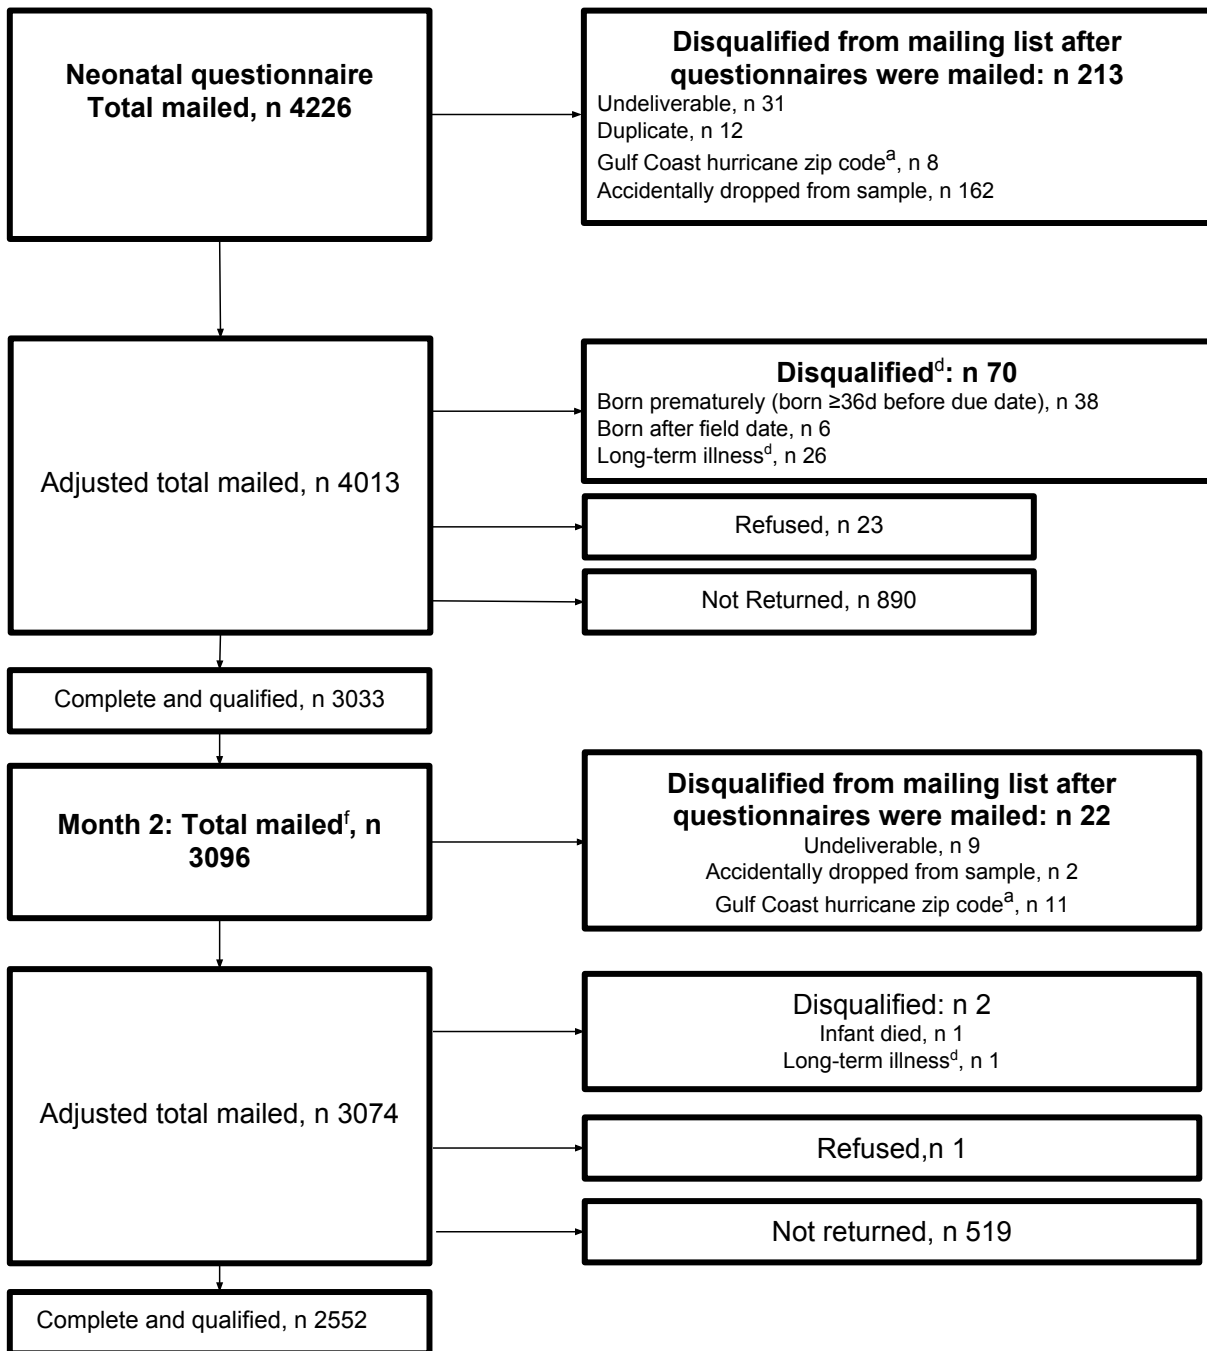 Neonatal questionnaire
Total mailed, n 4226
Disqualified from mailing list after
questionnaires were mailed: n 213
Undeliverable, n 31
Duplicate, n 12
Gulf Coast hurricane zip codeᵃ, n 8
Accidentally dropped from sample, n 162
Adjusted total mailed, n 4013
Disqualifiedᵈ: n 70
Born prematurely (born ≥36d before due date), n 38
Born after field date, n 6
Long-term illnessᵈ, n 26
Refused, n 23
Not Returned, n 890
Complete and qualified, n 3033
Month 2: Total mailedᶠ, n
3096
Disqualified from mailing list after
questionnaires were mailed: n 22
Undeliverable, n 9
Accidentally dropped from sample, n 2
Gulf Coast hurricane zip codeᵃ, n 11
Adjusted total mailed, n 3074
Disqualified: n 2
Infant died, n 1
Long-term illnessᵈ, n 1
Refused,n 1
Not returned, n 519
Complete and qualified, n 2552